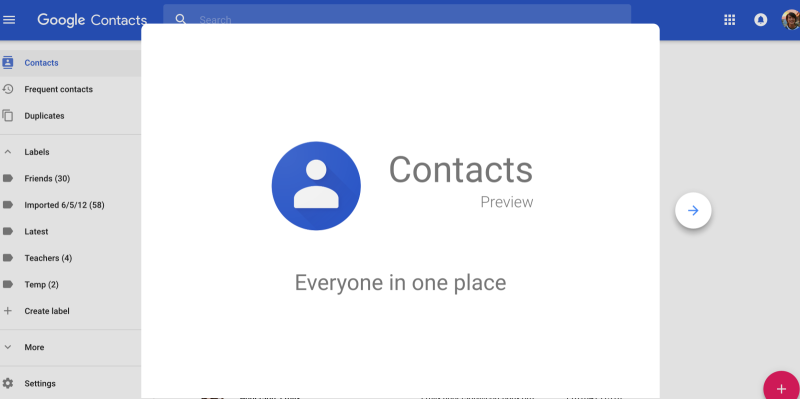 Google Contacts
Search
Contacts
Frequent contacts
Duplicates
Labels
Friends (30)
Imported 6/5/12 (58)
Latest
Teachers (4)
Temp (2)
Create label
More
Settings
Contacts
Preview
Everyone in one place